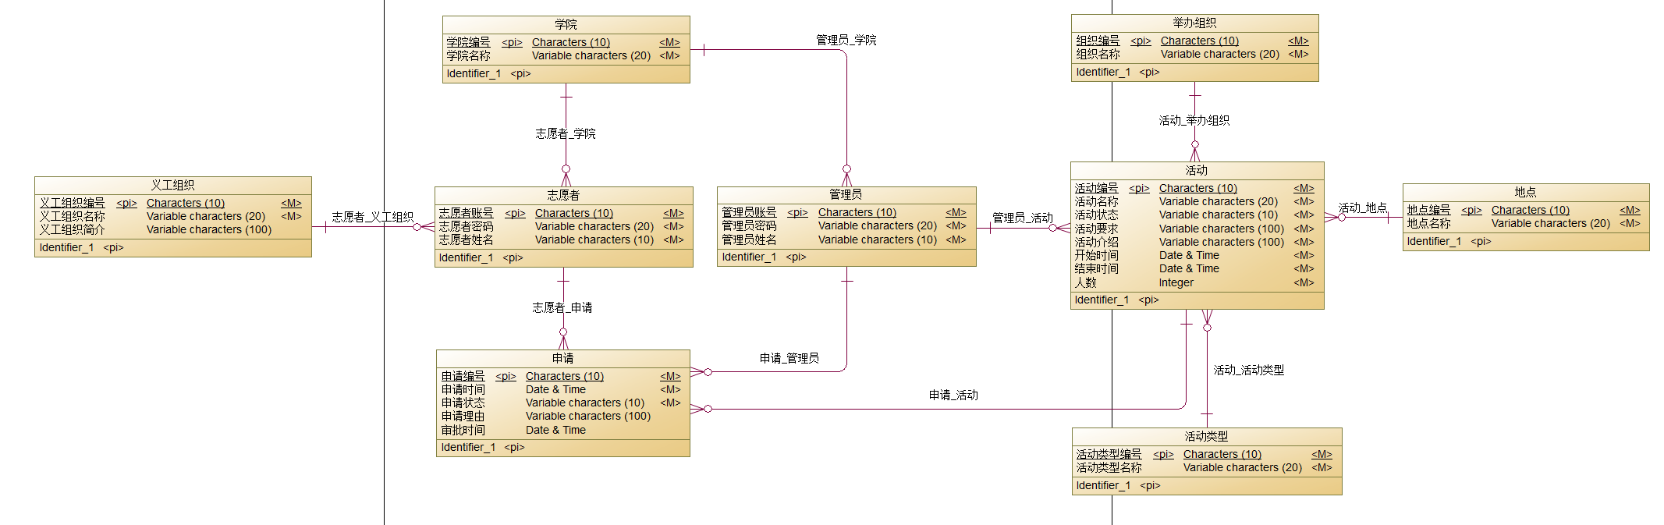 学院
学院编号 <pi> Characters (10) <M>
学院名称 Variable characters (20) <M>
Identifier_1 <pi>
管理员_学院
举办组织
组织编号 <pi> Characters (10) <M>
组织名称 Variable characters (20) <M>
Identifier_1 <pi>
志愿者_学院
活动_举办组织
义工组织
义工组织编号 <pi> Characters (10) <M>
义工组织名称 Variable characters (20) <M>
义工组织简介 Variable characters (100)
Identifier_1 <pi>
志愿者_义工组织
志愿者
志愿者账号 <pi> Characters (10) <M>
志愿者密码 Variable characters (20) <M>
志愿者姓名 Variable characters (10) <M>
Identifier_1 <pi>
管理员
管理员账号 <pi> Characters (10) <M>
管理员密码 Variable characters (20) <M>
管理员姓名 Variable characters (10) <M>
Identifier_1 <pi>
管理员_活动
活动
活动编号 <pi> Characters (10) <M>
活动名称 Variable characters (20) <M>
活动状态 Variable characters (10) <M>
活动要求 Variable characters (100) <M>
活动介绍 Variable characters (100) <M>
开始时间 Date & Time <M>
结束时间 Date & Time <M>
人数 Integer <M>
Identifier_1 <pi>
活动_地点
地点
地点编号 <pi> Characters (10) <M>
地点名称 Variable characters (20) <M>
Identifier_1 <pi>
志愿者_申请
申请
申请编号 <pi> Characters (10) <M>
申请时间 Date & Time <M>
申请状态 Variable characters (10) <M>
申请理由 Variable characters (100)
审批时间 Date & Time
Identifier_1 <pi>
申请_管理员
申请_活动
活动_活动类型
活动类型
活动类型编号 <pi> Characters (10) <M>
活动类型名称 Variable characters (20) <M>
Identifier_1 <pi>